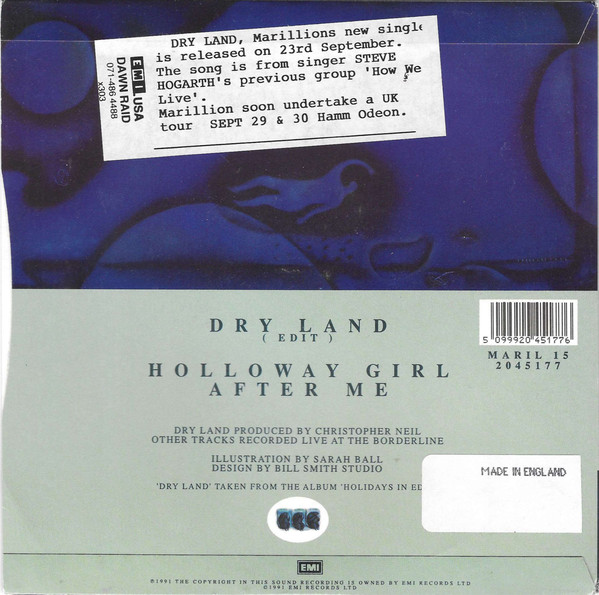 DRY LAND, Marillions new single
is released on 23rd September.
The song is from singer STEVE
HOGARTH's previous group 'How We
Live'.
Marillion soon undertake a UK
tour SEPT 29 & 30 Hamm Odeon.
EMI USA
DAWN RAID
071-486 4488
x303
DRY LAND
( EDIT )
HOLLOWAY GIRL
AFTER ME
5 099920 451776
MARIL 15
2045177
DRY LAND PRODUCED BY CHRISTOPHER NEIL
OTHER TRACKS RECORDED LIVE AT THE BORDERLINE
ILLUSTRATION BY SARAH BALL
DESIGN BY BILL SMITH STUDIO
'DRY LAND' TAKEN FROM THE ALBUM 'HOLIDAYS IN ED
MADE IN ENGLAND
EMI
©1991 THE COPYRIGHT IN THIS SOUND RECORDING IS OWNED BY EMI RECORDS LTD
©1991 EMI RECORDS LTD